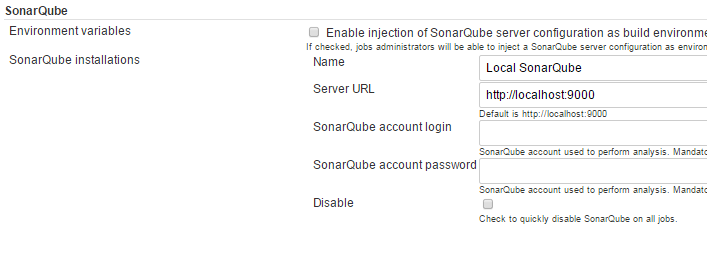 SonarQube
Environment variables
Enable injection of SonarQube server configuration as build environme
If checked, jobs administrators will be able to inject a SonarQube server configuration as environ
SonarQube installations
Name
Local SonarQube
Server URL
http://localhost:9000
Default is http://localhost:9000
SonarQube account login
SonarQube account used to perform analysis. Mandato
SonarQube account password
SonarQube account used to perform analysis. Mandato
Disable
Check to quickly disable SonarQube on all jobs.